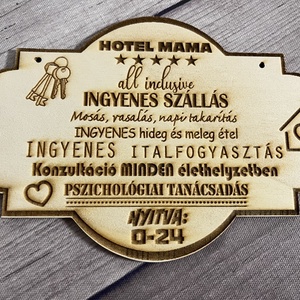 HOTEL MAMA
★★★★★
all inclusive
INGYENES SZÁLLÁS
Mosás, vasalás, napi takarítás
INGYENES hideg és meleg étel
INGYENES ITALFOGYASZTÁS
Konzultáció MINDEN élethelyzetben
PSZICHOLÓGIAI TANÁCSADÁS
NYITVA:
0-24